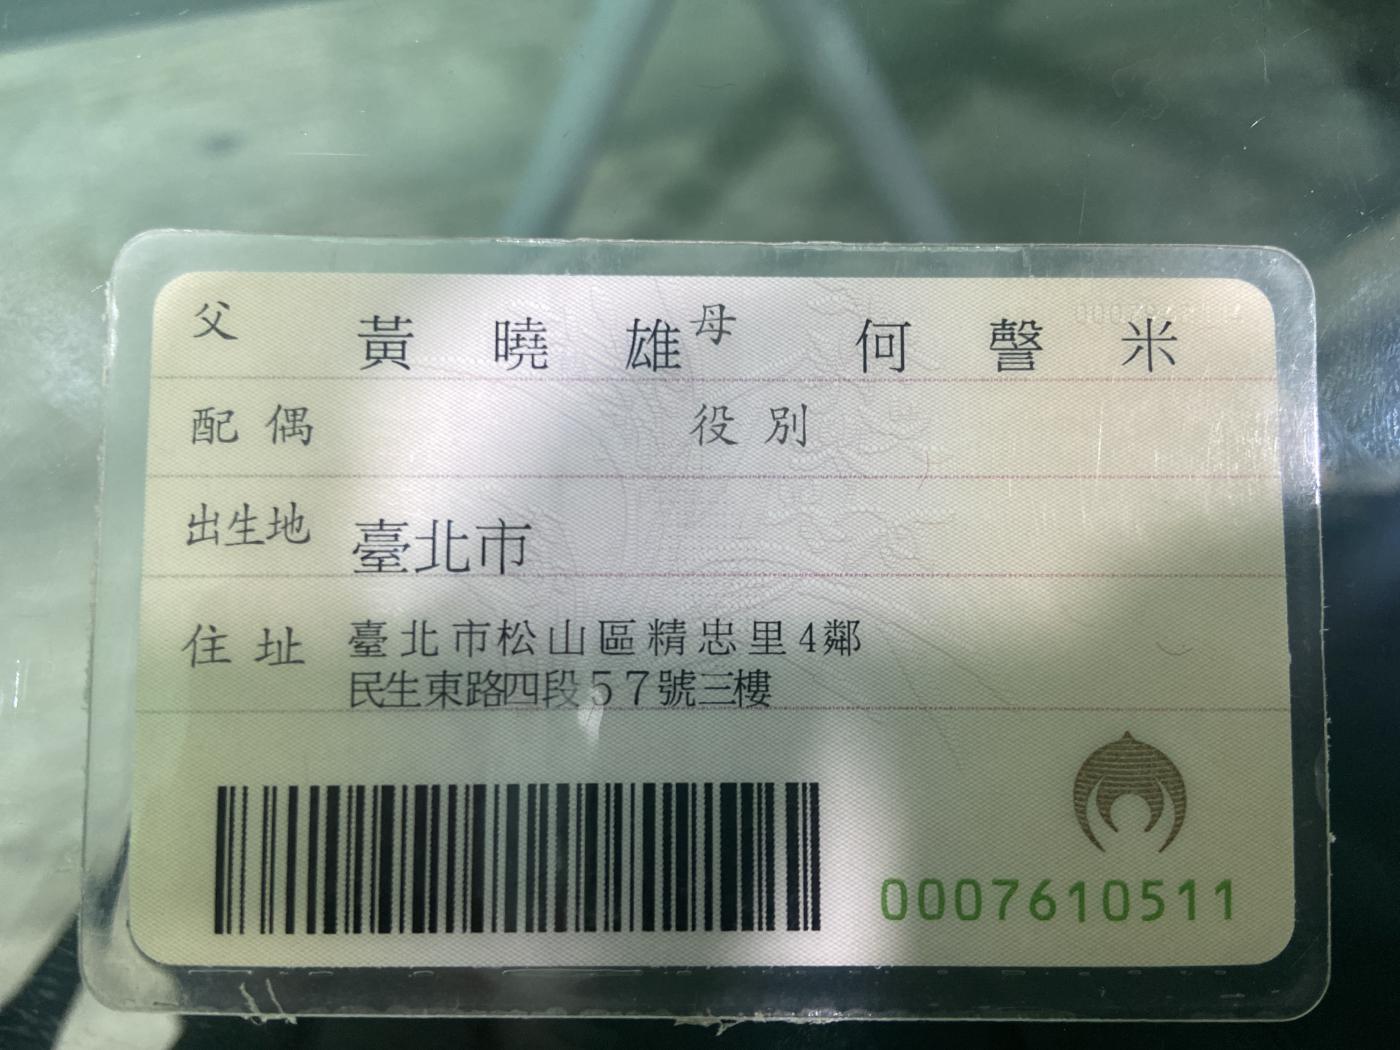 父 黃曉雄 母 何謦米
配偶 役別
出生地 臺北市
住址 臺北市松山區精忠里4鄰
民生東路四段57號三樓
0007610511